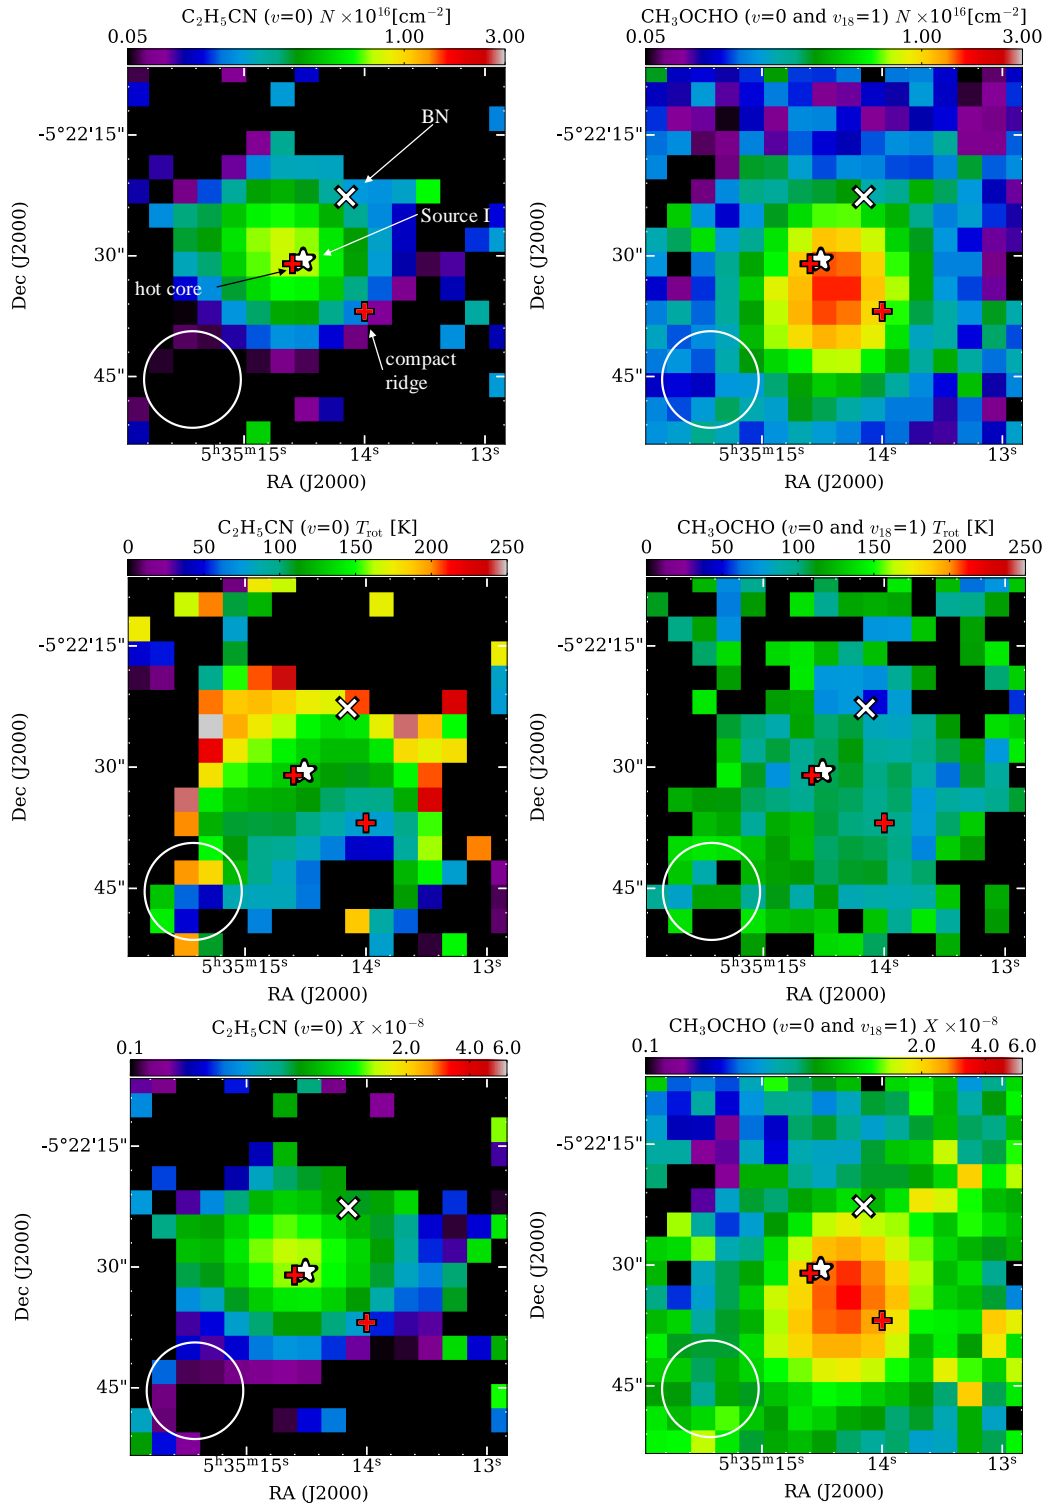 C₂H₅CN (v=0) N ×10¹⁶[cm⁻²]
0.05 1.00 3.00
-5°22'15"
30"
45"
Dec (J2000)
BN
Source I
hot core
compact
ridge
5ʰ35ᵐ15ˢ 14ˢ 13ˢ
RA (J2000)
CH₃OCHO (v=0 and v₁₈=1) N ×10¹⁶[cm⁻²]
0.05 1.00 3.00
-5°22'15"
30"
45"
Dec (J2000)
5ʰ35ᵐ15ˢ 14ˢ 13ˢ
RA (J2000)
C₂H₅CN (v=0) T_rot [K]
0 50 100 150 200 250
-5°22'15"
30"
45"
Dec (J2000)
5ʰ35ᵐ15ˢ 14ˢ 13ˢ
RA (J2000)
CH₃OCHO (v=0 and v₁₈=1) T_rot [K]
0 50 100 150 200 250
-5°22'15"
30"
45"
Dec (J2000)
5ʰ35ᵐ15ˢ 14ˢ 13ˢ
RA (J2000)
C₂H₅CN (v=0) X ×10⁻⁸
0.1 2.0 4.0 6.0
-5°22'15"
30"
45"
Dec (J2000)
5ʰ35ᵐ15ˢ 14ˢ 13ˢ
RA (J2000)
CH₃OCHO (v=0 and v₁₈=1) X ×10⁻⁸
0.1 2.0 4.0 6.0
-5°22'15"
30"
45"
Dec (J2000)
5ʰ35ᵐ15ˢ 14ˢ 13ˢ
RA (J2000)